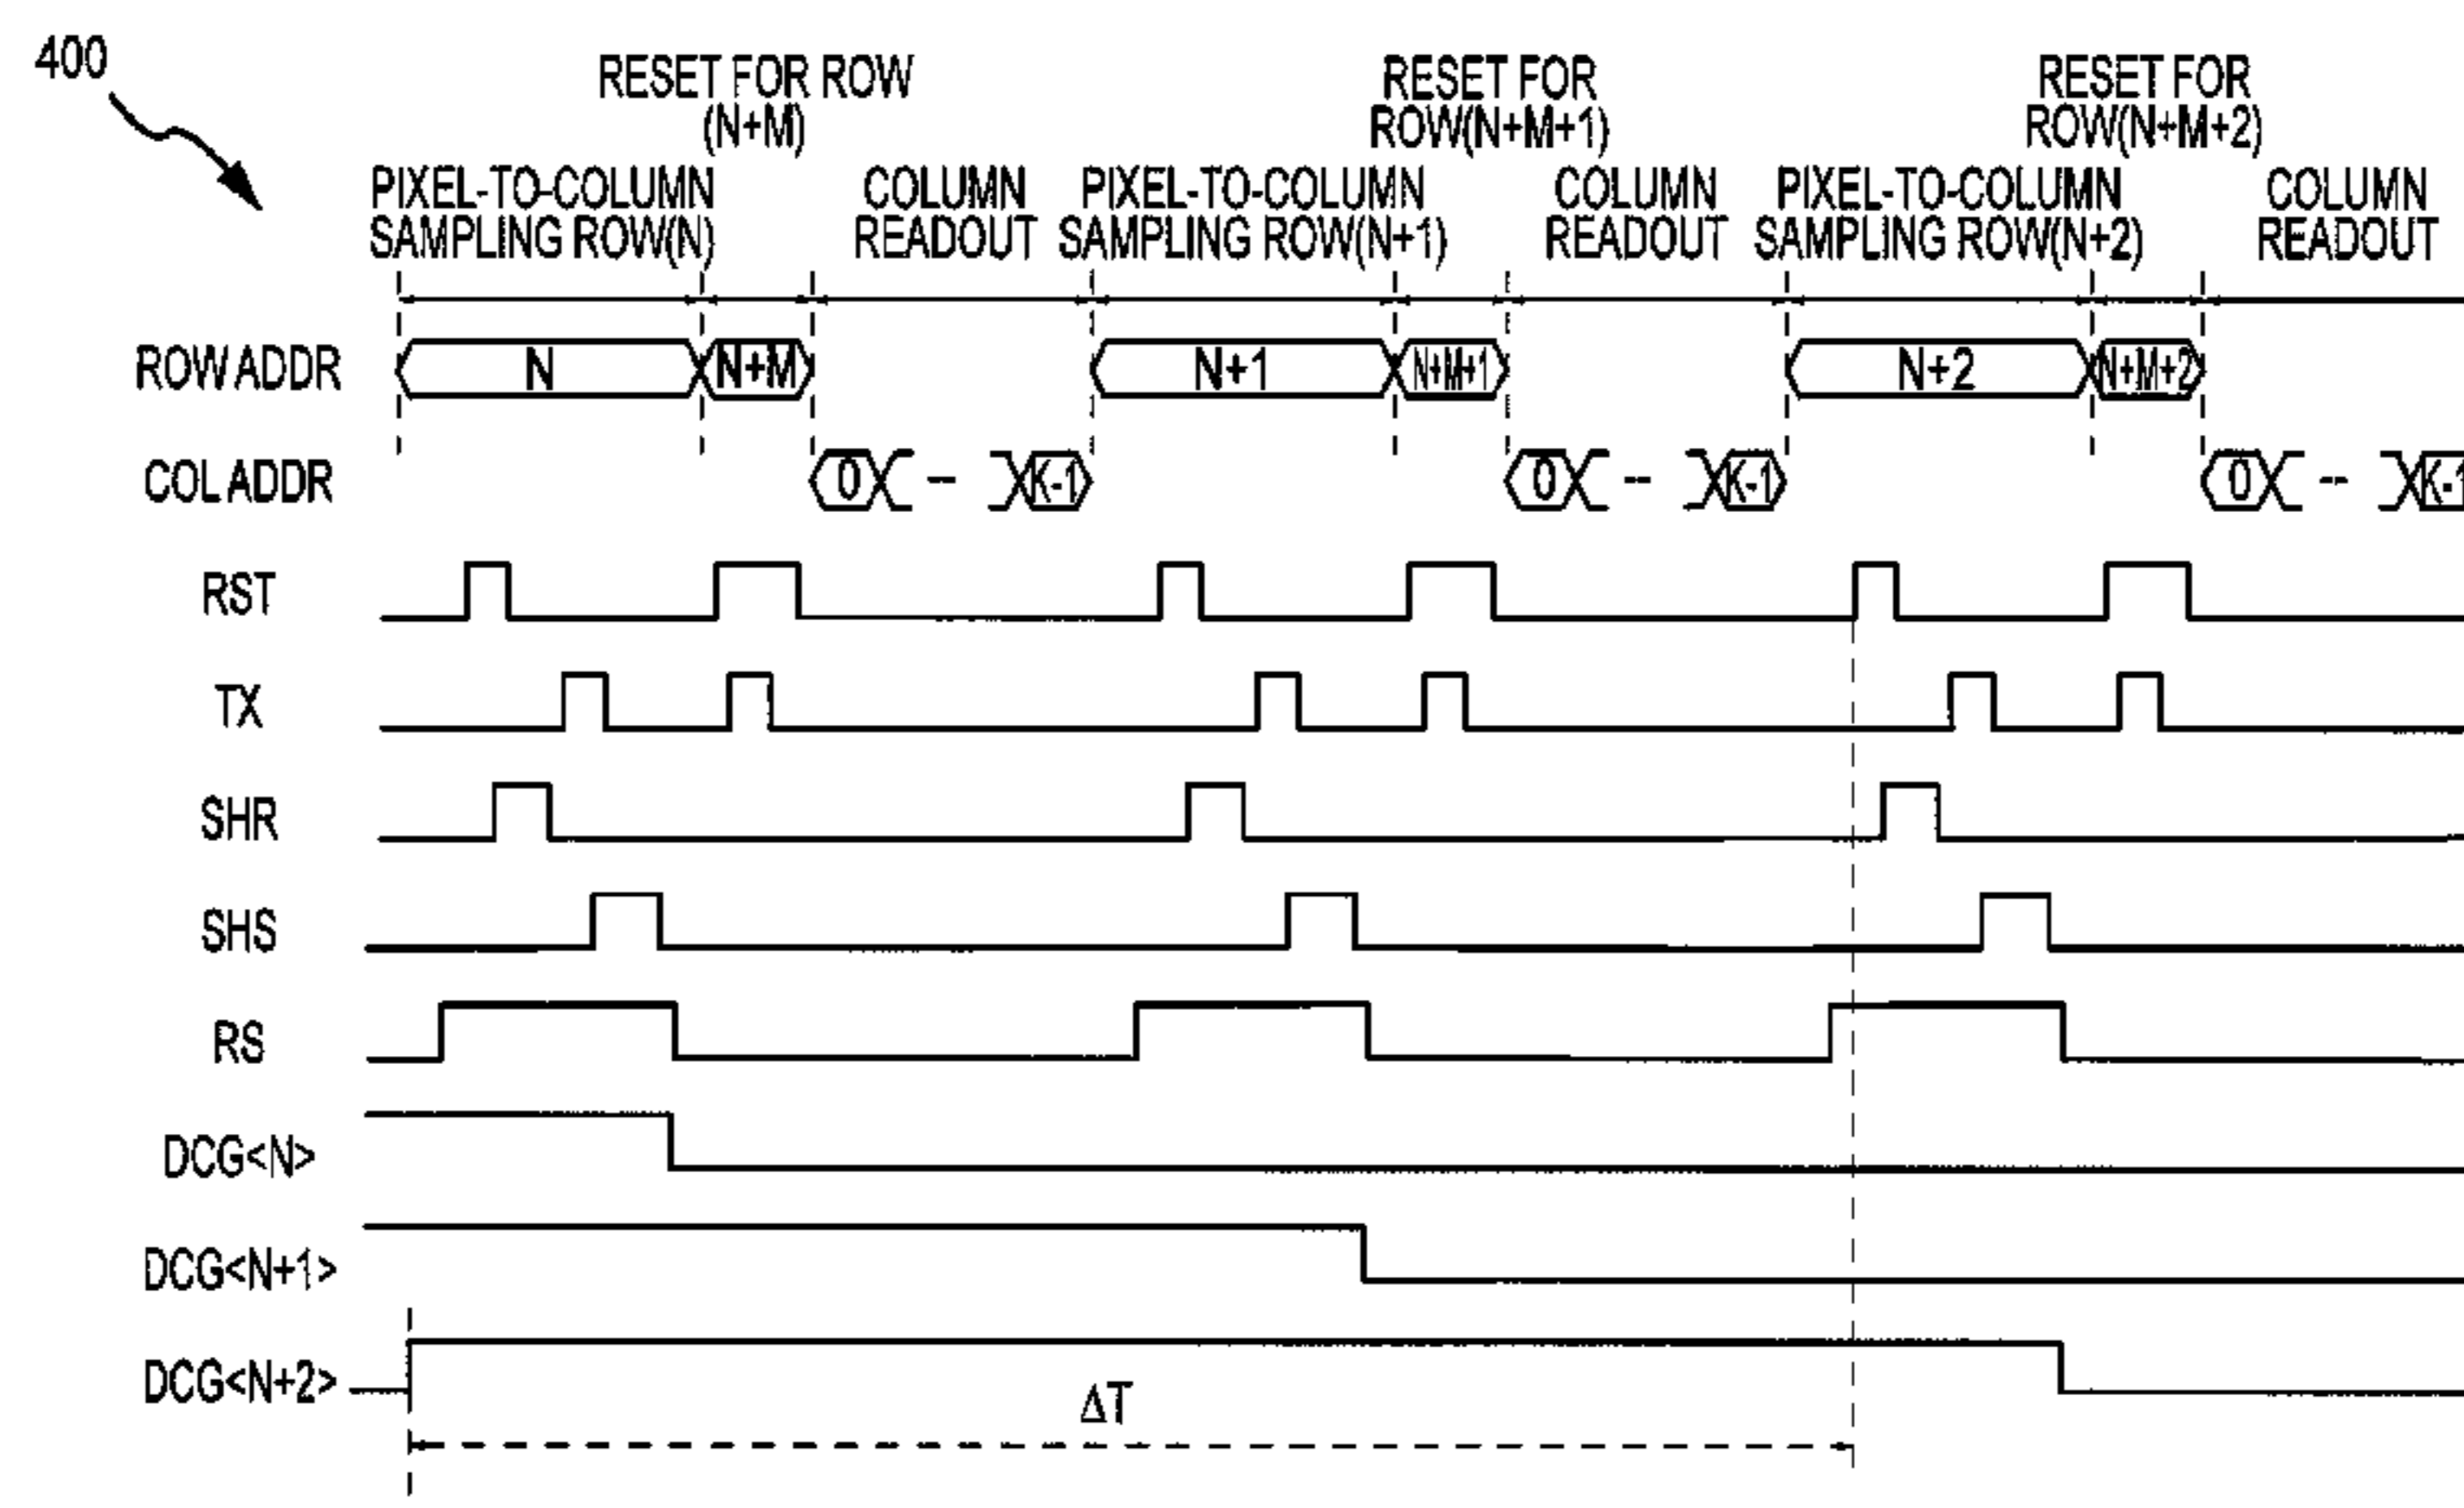 400
RESET FOR ROW
(N+M)
RESET FOR
ROW(N+M+1)
RESET FOR
ROW(N+M+2)
PIXEL-TO-COLUMN
SAMPLING ROW(N)
COLUMN
READOUT
PIXEL-TO-COLUMN
SAMPLING ROW(N+1)
COLUMN
READOUT
PIXEL-TO-COLUMN
SAMPLING ROW(N+2)
COLUMN
READOUT
ROW ADDR N N+M N+1 N+M+1 N+2 N+M+2
COL ADDR 0 -- K-1 0 -- K-1 0 -- K-1
RST
TX
SHR
SHS
RS
DCG<N>
DCG<N+1>
DCG<N+2>
ΔT